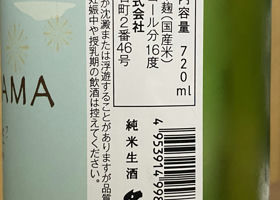 内容量 720ml
麹(国産米)
コール分16度
式会社
台町2番46号
が沈澱または浮遊することがありますが品質
妊娠中や授乳期の飲酒は控えてください。
純米生酒
4 953914 998
AMA